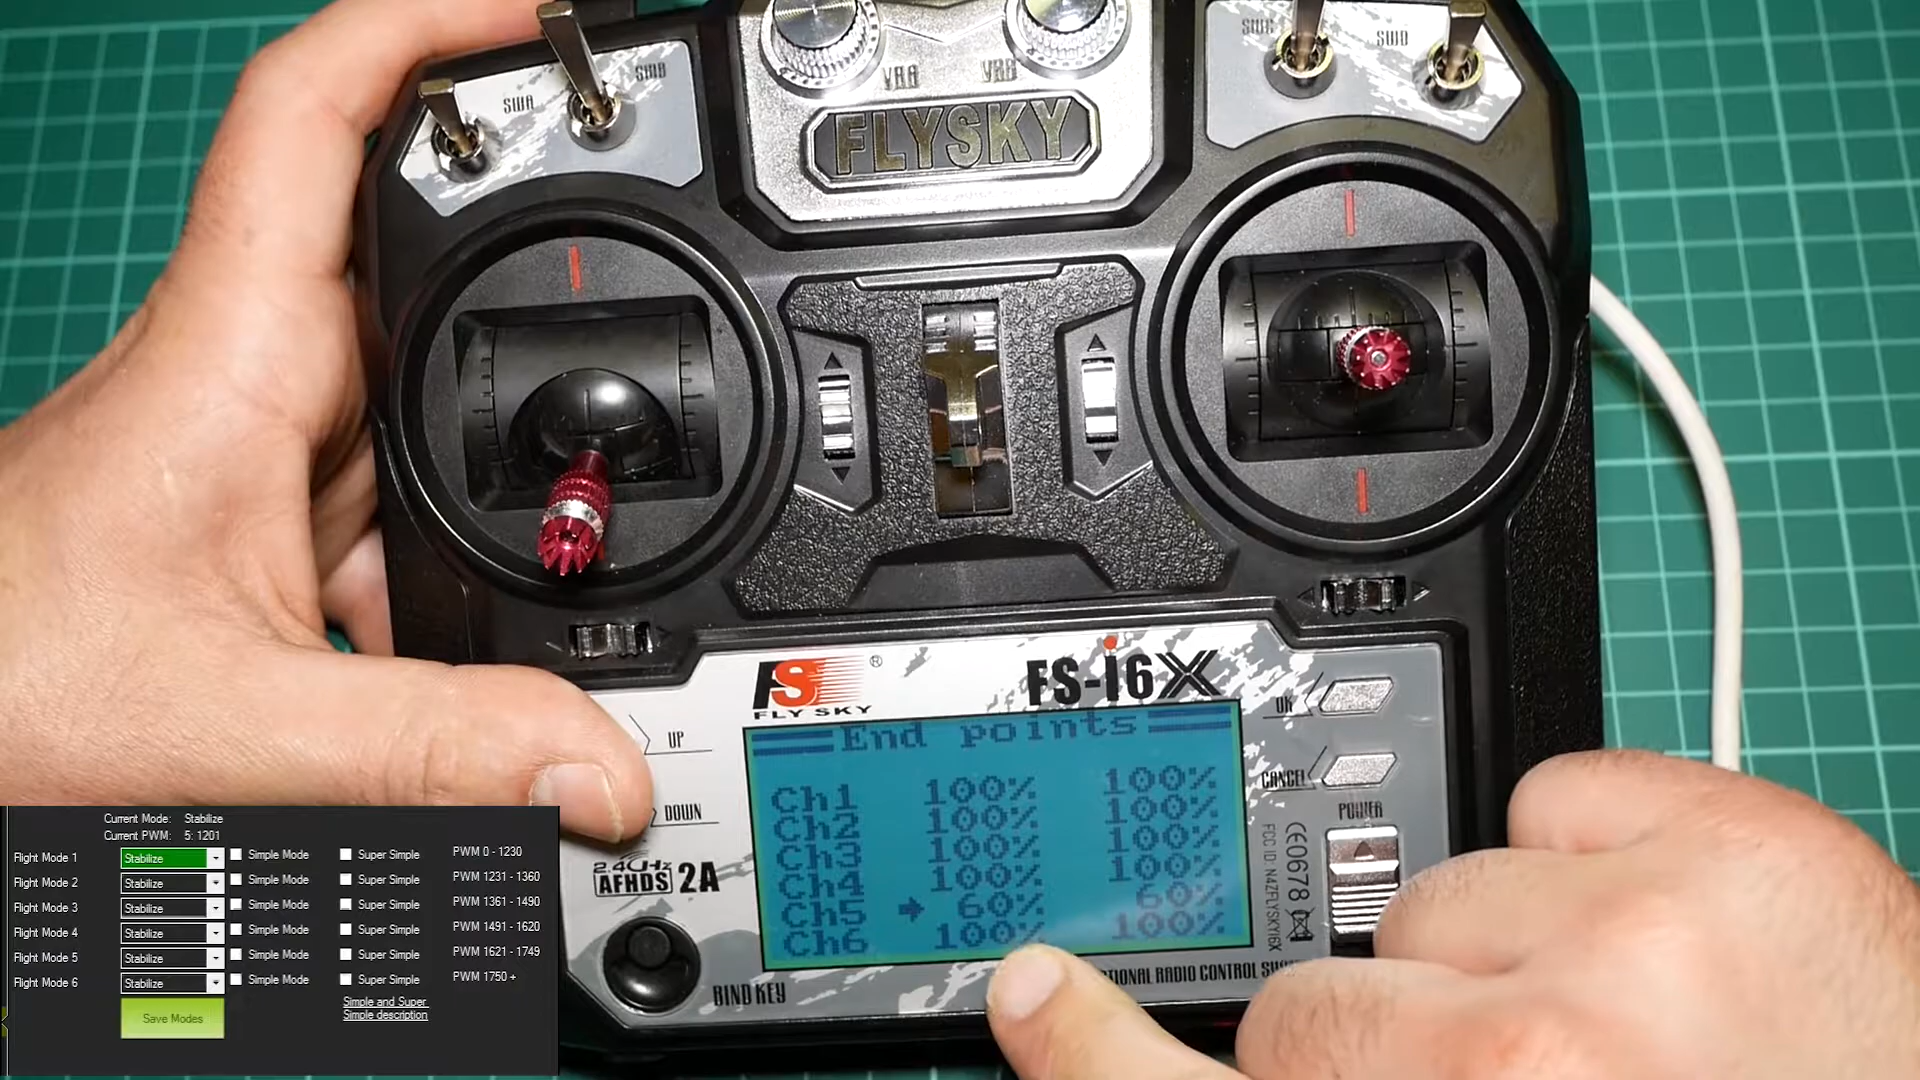 SWA
SWB
VRA
VRB
SWC
SWD
FLYSKY
FS
®
FLY SKY
FS-i6X
UP
DOWN
OK
CANCEL
POWER
End points
Ch1 100% 100%
Ch2 100% 100%
Ch3 100% 100%
Ch4 100% 100%
Ch5 60% 60%
Ch6 100% 100%
2.4GHz
AFHDS 2A
BIND KEY
RADIO CONTROL
CE0678
FCC ID: N4ZFLYSKYI6X
Current Mode: Stabilize
Current PWM: 5: 1201
Flight Mode 1 Stabilize Simple Mode Super Simple PWM 0 - 1230
Flight Mode 2 Stabilize Simple Mode Super Simple PWM 1231 - 1360
Flight Mode 3 Stabilize Simple Mode Super Simple PWM 1361 - 1490
Flight Mode 4 Stabilize Simple Mode Super Simple PWM 1491 - 1620
Flight Mode 5 Stabilize Simple Mode Super Simple PWM 1621 - 1749
Flight Mode 6 Stabilize Simple Mode Super Simple PWM 1750 +
Simple and Super
Simple description
Save Modes